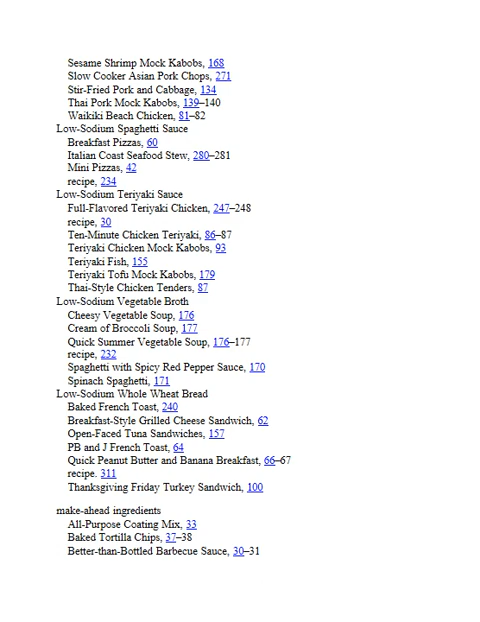 Sesame Shrimp Mock Kabobs, 168
Slow Cooker Asian Pork Chops, 271
Stir-Fried Pork and Cabbage, 134
Thai Pork Mock Kabobs, 139–140
Waikiki Beach Chicken, 81–82
Low-Sodium Spaghetti Sauce
Breakfast Pizzas, 60
Italian Coast Seafood Stew, 280–281
Mini Pizzas, 42
recipe, 234
Low-Sodium Teriyaki Sauce
Full-Flavored Teriyaki Chicken, 247–248
recipe, 30
Ten-Minute Chicken Teriyaki, 86–87
Teriyaki Chicken Mock Kabobs, 93
Teriyaki Fish, 155
Teriyaki Tofu Mock Kabobs, 179
Thai-Style Chicken Tenders, 87
Low-Sodium Vegetable Broth
Cheesy Vegetable Soup, 176
Cream of Broccoli Soup, 177
Quick Summer Vegetable Soup, 176–177
recipe, 232
Spaghetti with Spicy Red Pepper Sauce, 170
Spinach Spaghetti, 171
Low-Sodium Whole Wheat Bread
Baked French Toast, 240
Breakfast-Style Grilled Cheese Sandwich, 62
Open-Faced Tuna Sandwiches, 157
PB and J French Toast, 64
Quick Peanut Butter and Banana Breakfast, 66–67
recipe. 311
Thanksgiving Friday Turkey Sandwich, 100
make-ahead ingredients
All-Purpose Coating Mix, 33
Baked Tortilla Chips, 37–38
Better-than-Bottled Barbecue Sauce, 30–31